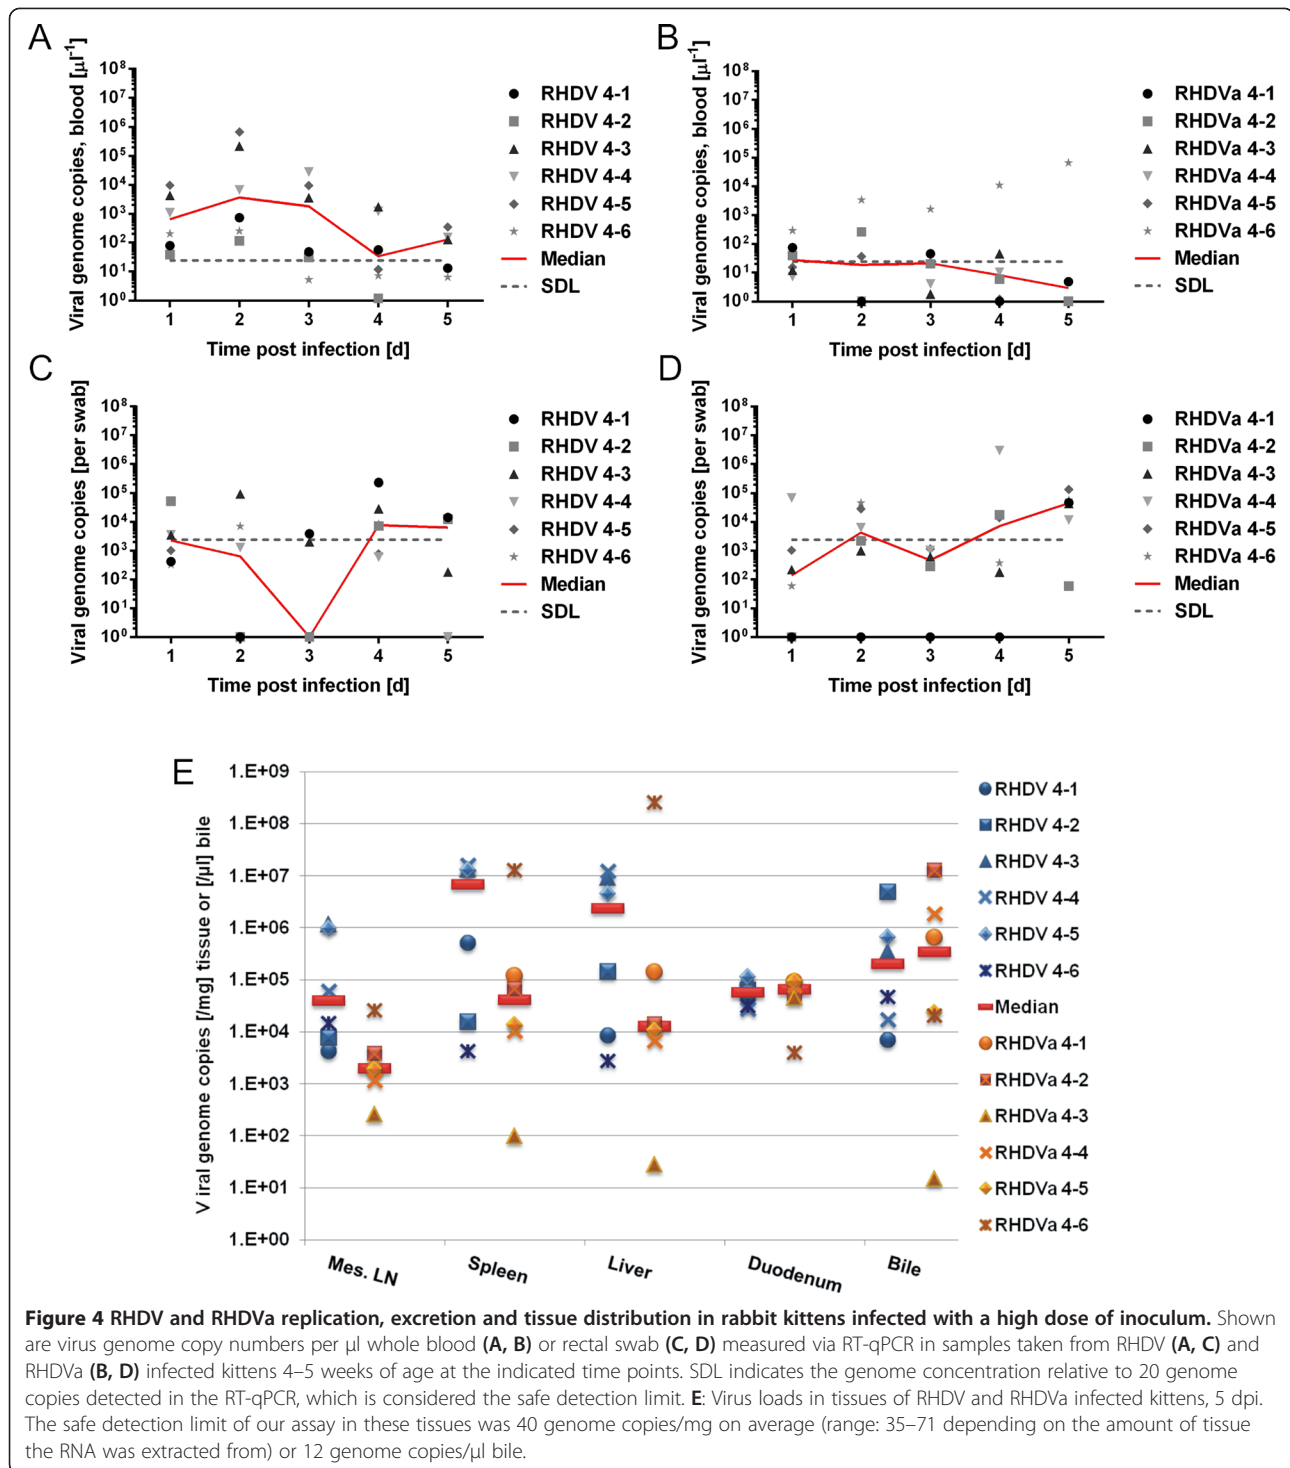 A
Viral genome copies, blood [µl⁻¹]
10⁸
10⁷
10⁶
10⁵
10⁴
10³
10²
10¹
10⁰
1 2 3 4 5
Time post infection [d]
RHDV 4-1
RHDV 4-2
RHDV 4-3
RHDV 4-4
RHDV 4-5
RHDV 4-6
Median
SDL
B
Viral genome copies, blood [µl⁻¹]
10⁸
10⁷
10⁶
10⁵
10⁴
10³
10²
10¹
10⁰
1 2 3 4 5
Time post infection [d]
RHDVa 4-1
RHDVa 4-2
RHDVa 4-3
RHDVa 4-4
RHDVa 4-5
RHDVa 4-6
Median
SDL
C
Viral genome copies [per swab]
10⁸
10⁷
10⁶
10⁵
10⁴
10³
10²
10¹
10⁰
1 2 3 4 5
Time post infection [d]
RHDV 4-1
RHDV 4-2
RHDV 4-3
RHDV 4-4
RHDV 4-5
RHDV 4-6
Median
SDL
D
Viral genome copies [per swab]
10⁸
10⁷
10⁶
10⁵
10⁴
10³
10²
10¹
10⁰
1 2 3 4 5
Time post infection [d]
RHDVa 4-1
RHDVa 4-2
RHDVa 4-3
RHDVa 4-4
RHDVa 4-5
RHDVa 4-6
Median
SDL
E
Viral genome copies [/mg] tissue or [/µl] bile
1.E+09
1.E+08
1.E+07
1.E+06
1.E+05
1.E+04
1.E+03
1.E+02
1.E+01
1.E+00
Mes. LN Spleen Liver Duodenum Bile
RHDV 4-1
RHDV 4-2
RHDV 4-3
RHDV 4-4
RHDV 4-5
RHDV 4-6
Median
RHDVa 4-1
RHDVa 4-2
RHDVa 4-3
RHDVa 4-4
RHDVa 4-5
RHDVa 4-6
Figure 4 RHDV and RHDVa replication, excretion and tissue distribution in rabbit kittens infected with a high dose of inoculum. Shown
are virus genome copy numbers per µl whole blood (A, B) or rectal swab (C, D) measured via RT-qPCR in samples taken from RHDV (A, C) and
RHDVa (B, D) infected kittens 4–5 weeks of age at the indicated time points. SDL indicates the genome concentration relative to 20 genome
copies detected in the RT-qPCR, which is considered the safe detection limit. E: Virus loads in tissues of RHDV and RHDVa infected kittens, 5 dpi.
The safe detection limit of our assay in these tissues was 40 genome copies/mg on average (range: 35–71 depending on the amount of tissue
the RNA was extracted from) or 12 genome copies/µl bile.